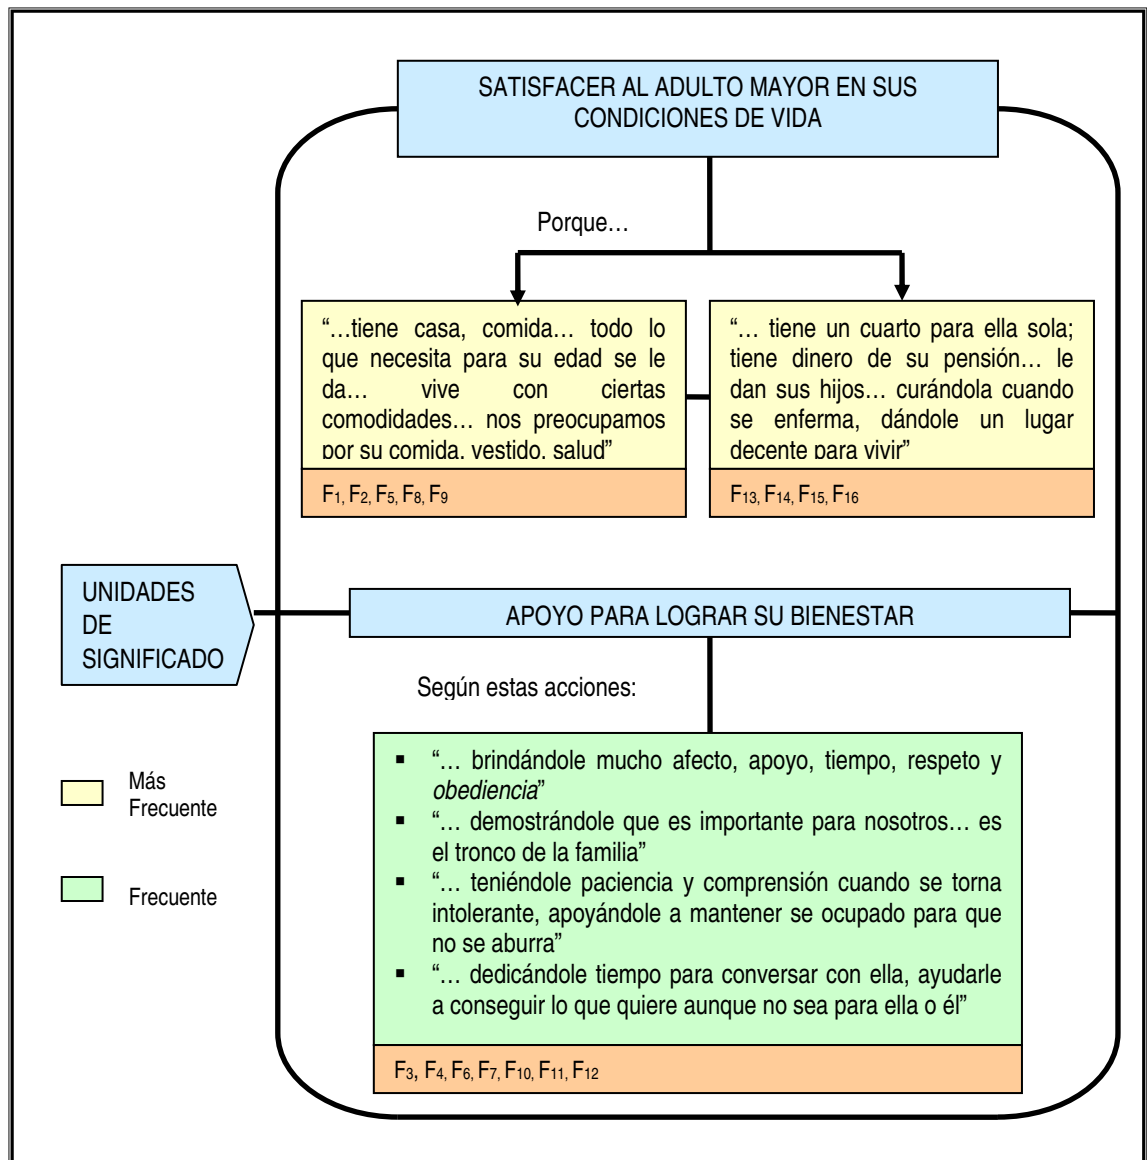 SATISFACER AL ADULTO MAYOR EN SUS
CONDICIONES DE VIDA
Porque…
“…tiene casa, comida… todo lo
que necesita para su edad se le
da… vive con ciertas
comodidades… nos preocupamos
por su comida, vestido, salud”
F1, F2, F5, F8, F9
“… tiene un cuarto para ella sola;
tiene dinero de su pensión… le
dan sus hijos… curándola cuando
se enferma, dándole un lugar
decente para vivir”
F13, F14, F15, F16
UNIDADES
DE
SIGNIFICADO
APOYO PARA LOGRAR SU BIENESTAR
Según estas acciones:
▪ “… brindándole mucho afecto, apoyo, tiempo, respeto y
obediencia”
▪ “… demostrándole que es importante para nosotros… es
el tronco de la familia”
▪ “… teniéndole paciencia y comprensión cuando se torna
intolerante, apoyándole a mantener se ocupado para que
no se aburra”
▪ “… dedicándole tiempo para conversar con ella, ayudarle
a conseguir lo que quiere aunque no sea para ella o él”
F3, F4, F6, F7, F10, F11, F12
Más
Frecuente
Frecuente